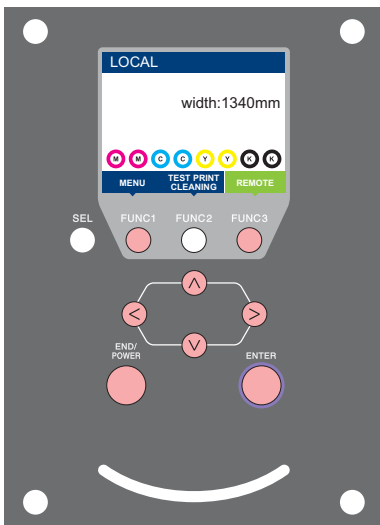 LOCAL
width:1340mm
M M C C Y Y K K
MENU TEST PRINT CLEANING REMOTE
SEL FUNC1 FUNC2 FUNC3
END/
POWER
ENTER